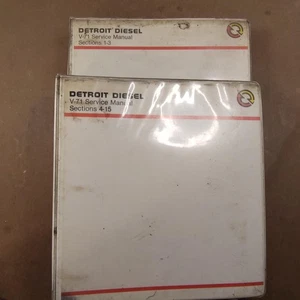 DETROIT DIESEL
V-71 Service Manual
Sections 1-3
DETROIT DIESEL
V-71 Service Manual
Sections 4-15